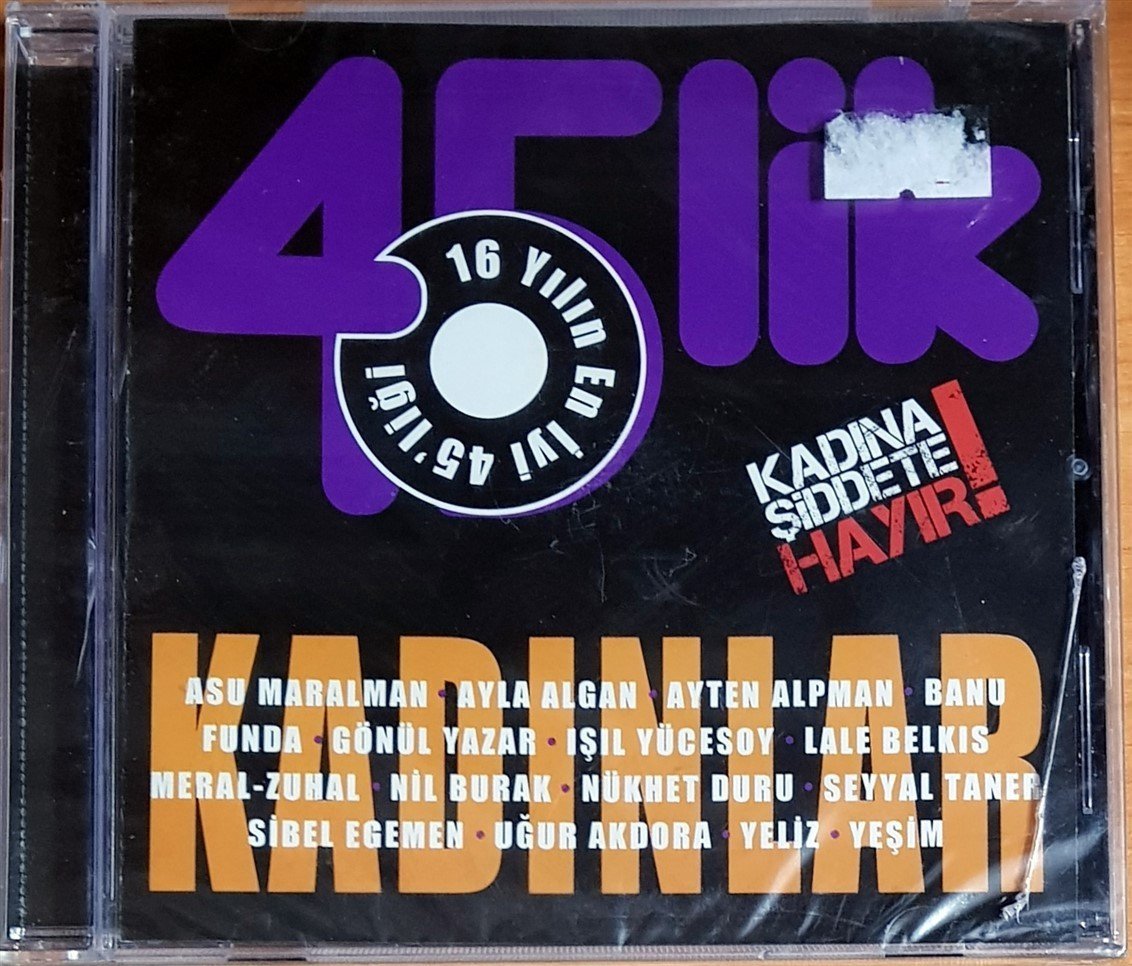 45lik
16 Yılın En İyi 45'liği
KADINA
ŞİDDETE
HAYIR!
KADINLAR
ASU MARALMAN • AYLA ALGAN • AYTEN ALPMAN • BANU
FUNDA • GÖNÜL YAZAR • IŞIL YÜCESOY • LALE BELKIS
MERAL-ZUHAL • NİL BURAK • NÜKHET DURU • SEYYAL TANER
SİBEL EGEMEN • UĞUR AKDORA • YELİZ • YEŞİM